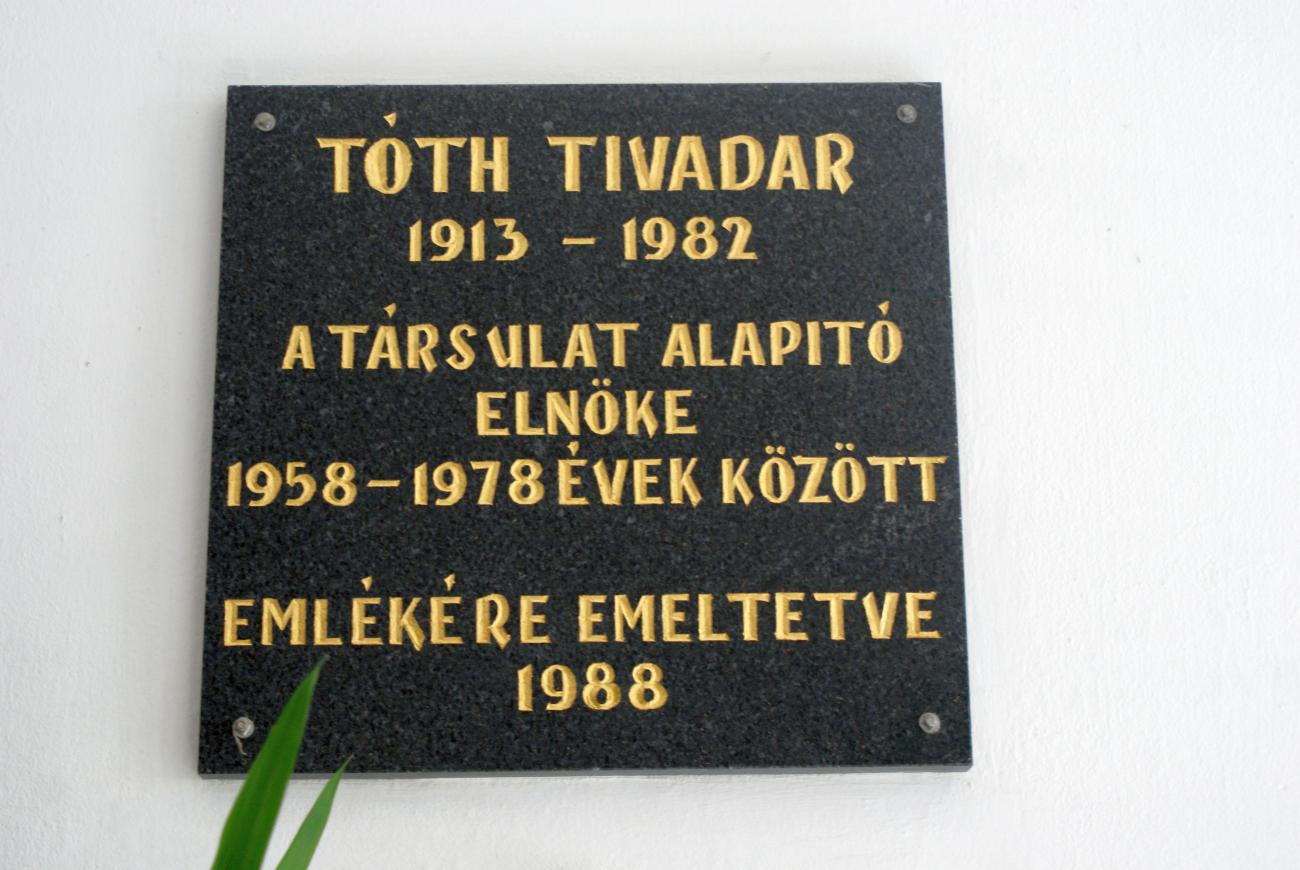 TÓTH TIVADAR
1913 – 1982
A TÁRSULAT ALAPITÓ
ELNÖKE
1958 – 1978 ÉVEK KÖZÖTT
EMLÉKÉRE EMELTETVE
1988